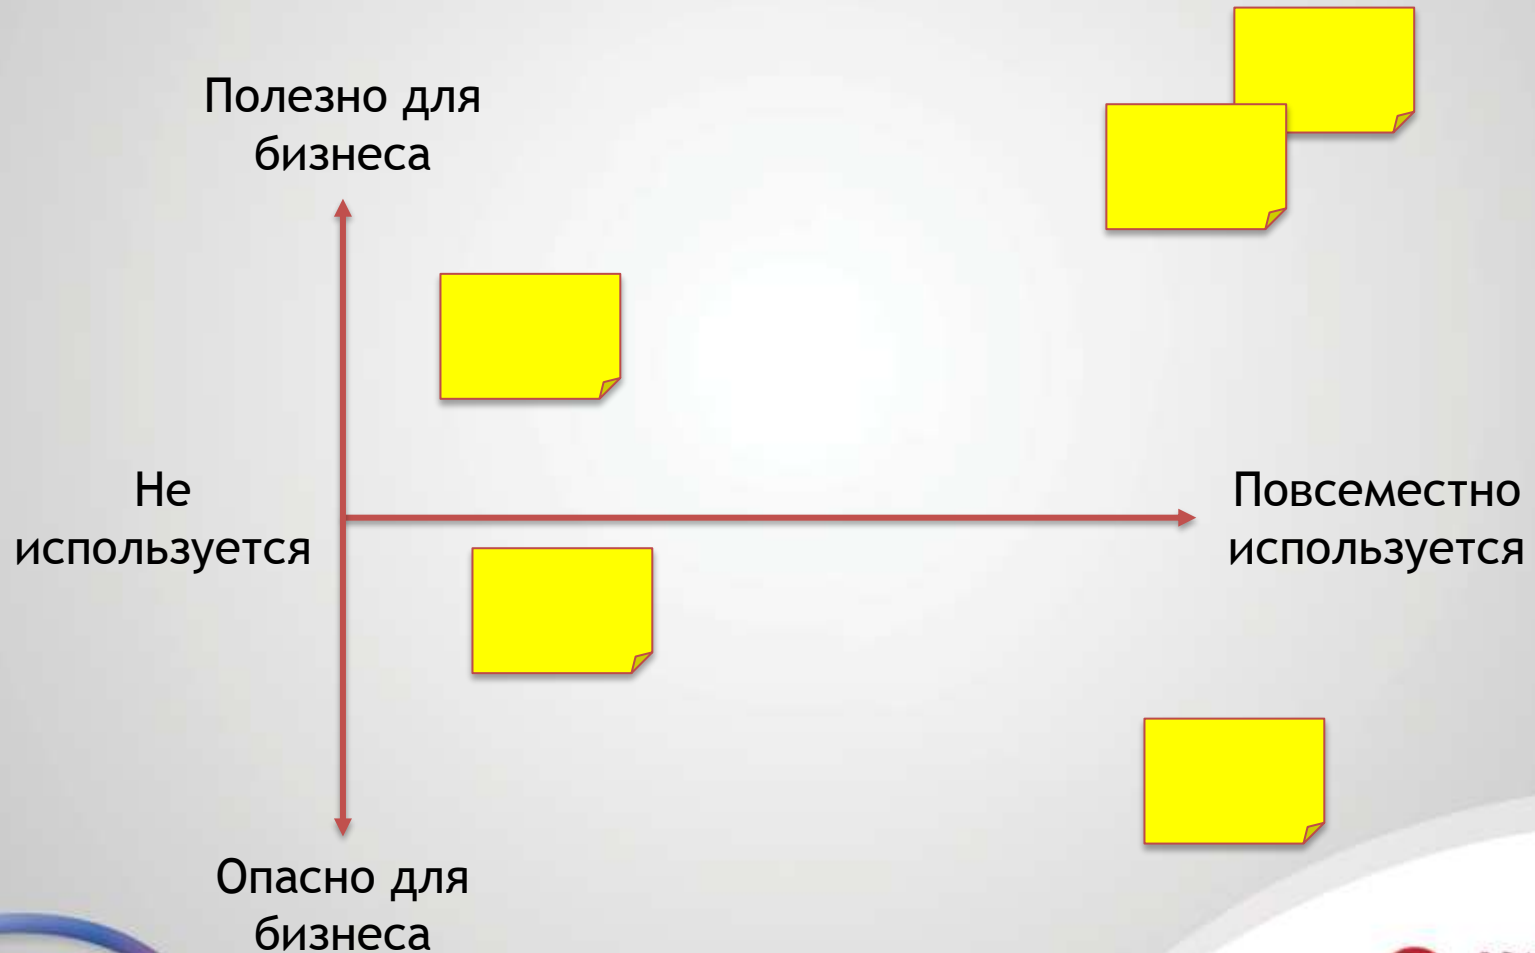 Полезно для
бизнеса
Не
используется
Повсеместно
используется
Опасно для
бизнеса